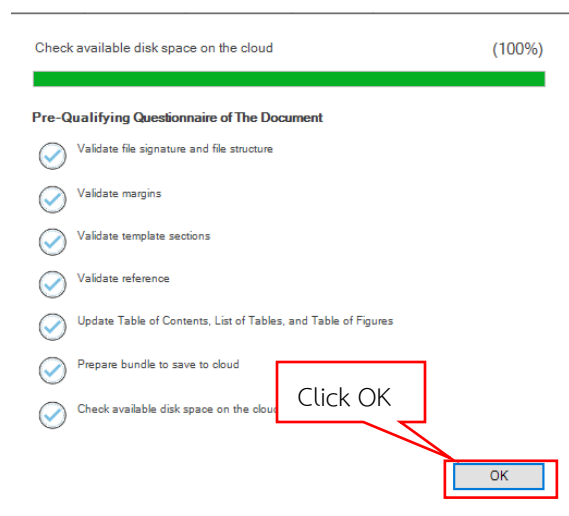 Check available disk space on the cloud (100%)
Pre-Qualifying Questionnaire of The Document
Validate file signature and file structure
Validate margins
Validate template sections
Validate reference
Update Table of Contents, List of Tables, and Table of Figures
Prepare bundle to save to cloud
Click OK
Check available disk space on the cloud
OK